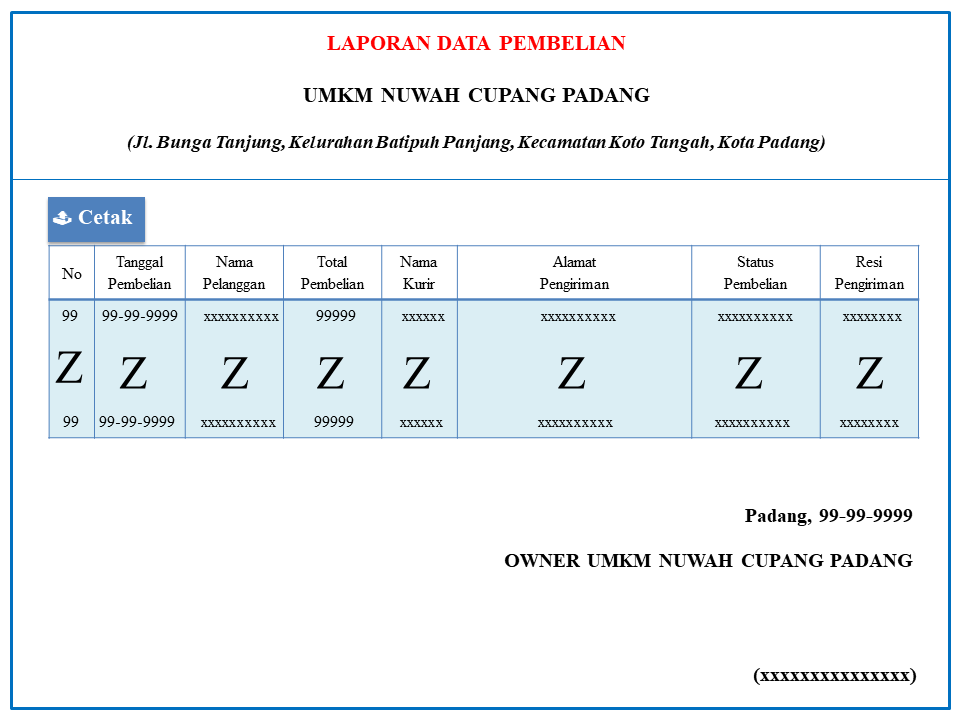 LAPORAN DATA PEMBELIAN
UMKM NUWAH CUPANG PADANG
(Jl. Bunga Tanjung, Kelurahan Batipuh Panjang, Kecamatan Koto Tangah, Kota Padang)
Cetak
No Tanggal Pembelian Nama Pelanggan Total Pembelian Nama Kurir Alamat Pengiriman Status Pembelian Resi Pengiriman
99 99-99-9999 xxxxxxxxxx 99999 xxxxxx xxxxxxxxxx xxxxxxxxxx xxxxxxxx
Z Z Z Z Z Z Z Z
99 99-99-9999 xxxxxxxxxx 99999 xxxxxx xxxxxxxxxx xxxxxxxxxx xxxxxxxx
Padang, 99-99-9999
OWNER UMKM NUWAH CUPANG PADANG
(xxxxxxxxxxxxxxx)